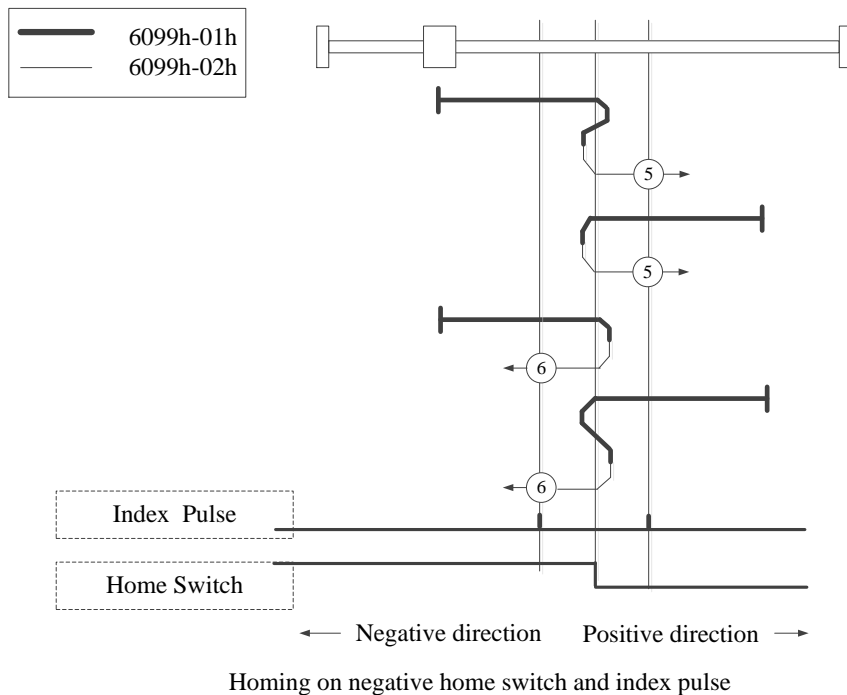 6099h-01h
6099h-02h
5
5
6
6
Index Pulse
Home Switch
Negative direction Positive direction
Homing on negative home switch and index pulse